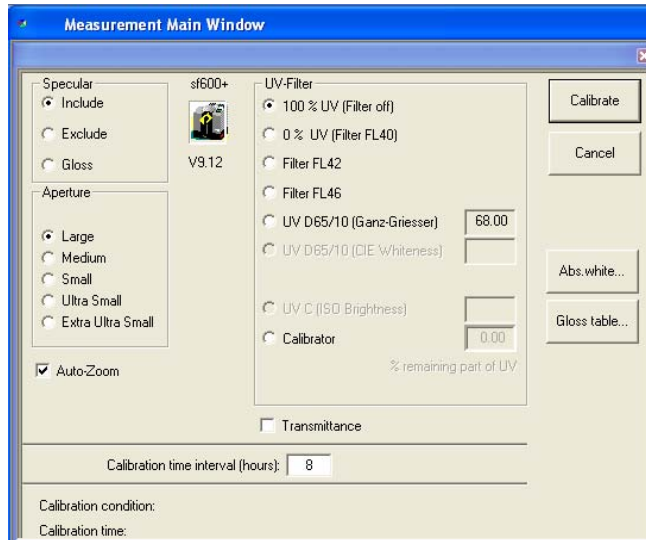 Measurement Main Window
Specular
Include
Exclude
Gloss
sf600+
V9.12
Aperture
Large
Medium
Small
Ultra Small
Extra Ultra Small
Auto-Zoom
UV-Filter
100 % UV (Filter off)
0 % UV (Filter FL40)
Filter FL42
Filter FL46
UV D65/10 (Ganz-Griesser) 68.00
UV D65/10 (CIE Whiteness)
UV C (ISO Brightness)
Calibrator 0.00
% remaining part of UV
Transmittance
Calibrate
Cancel
Abs.white...
Gloss table...
Calibration time interval (hours): 8
Calibration condition:
Calibration time: